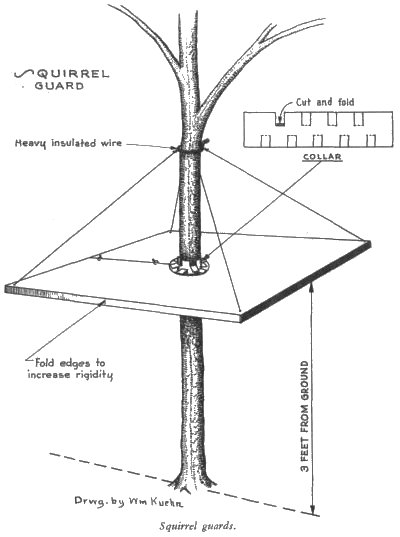 SQUIRREL
GUARD
Cut and fold
COLLAR
Heavy insulated wire
Fold edges to
increase rigidity
3 FEET FROM GROUND
Drwg. by Wm Kuehn
Squirrel guards.